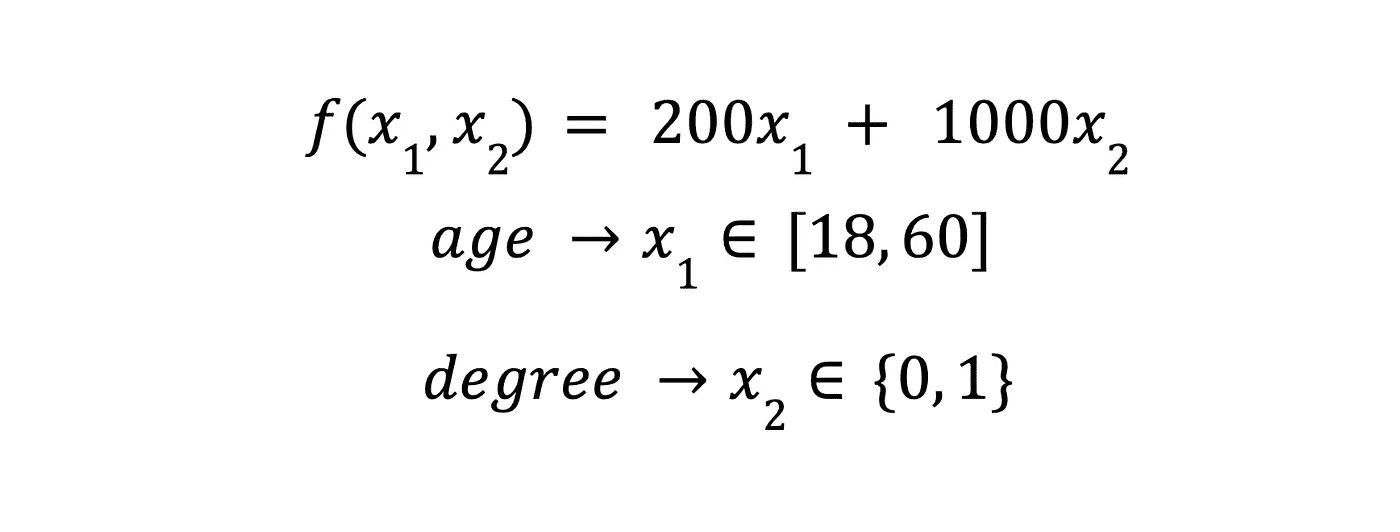 f(x₁, x₂) = 200x₁ + 1000x₂
age → x₁ ∈ [18, 60]
degree → x₂ ∈ {0, 1}